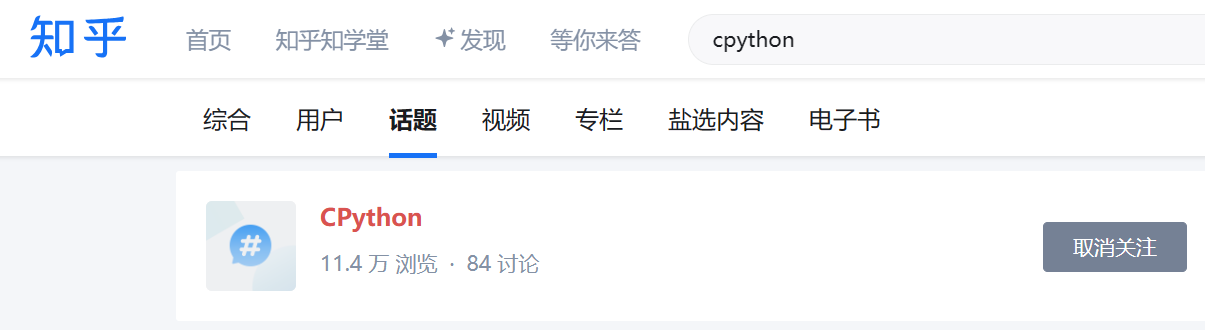 知乎 首页 知乎知学堂 发现 等你来答 cpython
综合 用户 话题 视频 专栏 盐选内容 电子书
#
CPython
11.4 万 浏览 · 84 讨论
取消关注